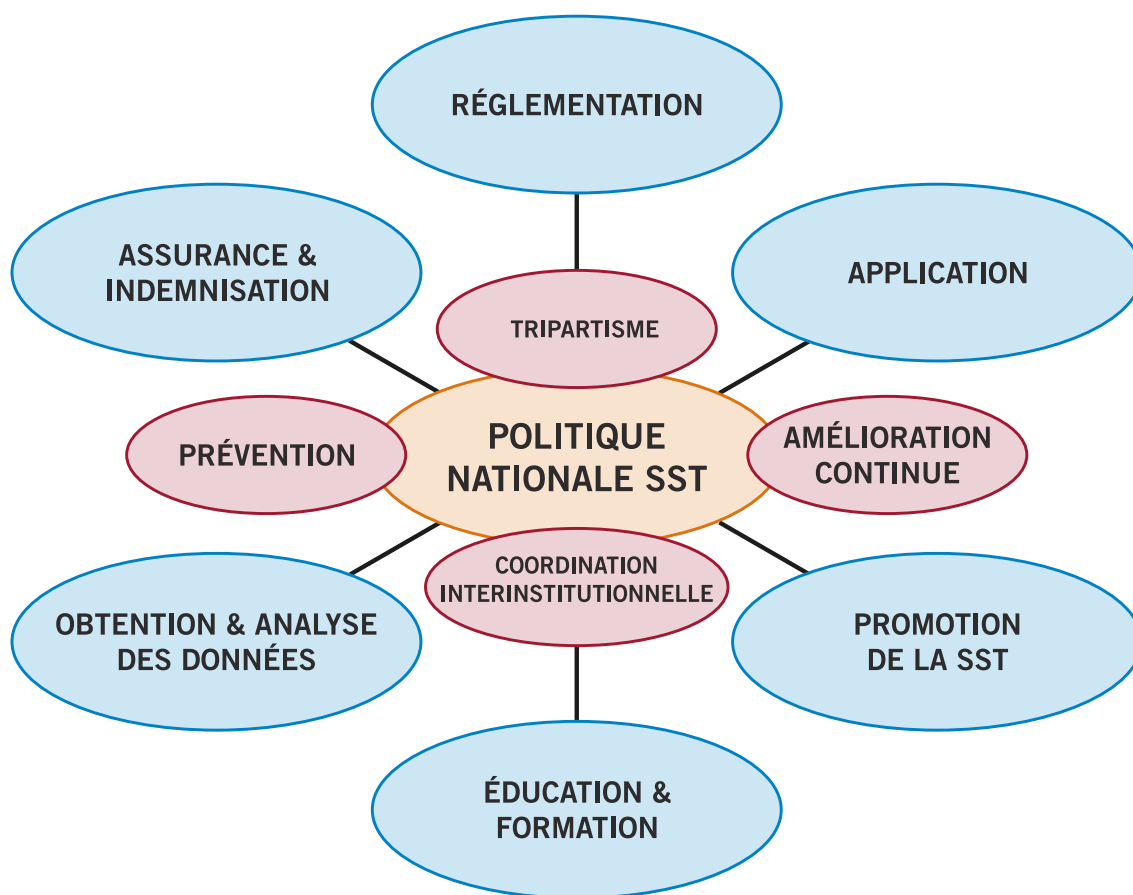 RÉGLEMENTATION
ASSURANCE &
INDEMNISATION
APPLICATION
TRIPARTISME
PRÉVENTION
POLITIQUE
NATIONALE SST
AMÉLIORATION
CONTINUE
COORDINATION
INTERINSTITUTIONNELLE
OBTENTION & ANALYSE
DES DONNÉES
PROMOTION
DE LA SST
ÉDUCATION &
FORMATION